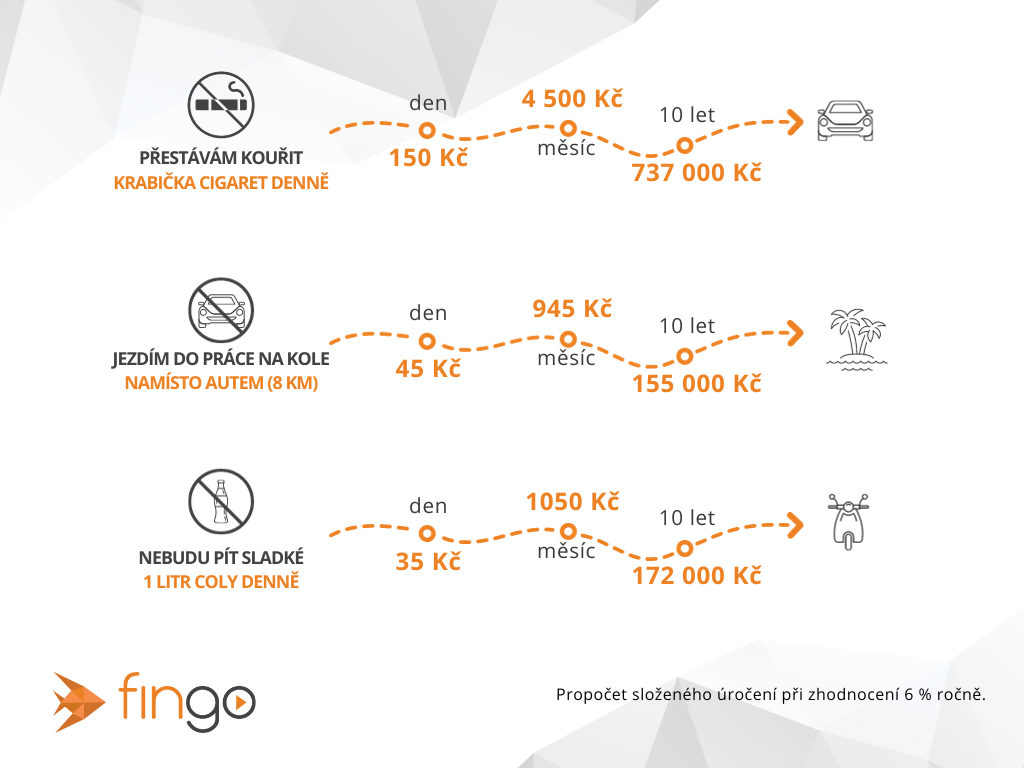 PŘESTÁVÁM KOUŘIT
KRABIČKA CIGARET DENNĚ
den
150 Kč
4 500 Kč
měsíc
10 let
737 000 Kč
JEZDÍM DO PRÁCE NA KOLE
NAMÍSTO AUTEM (8 KM)
den
45 Kč
945 Kč
měsíc
10 let
155 000 Kč
NEBUDU PÍT SLADKÉ
1 LITR COLY DENNĚ
den
35 Kč
1050 Kč
měsíc
10 let
172 000 Kč
fingo
Propočet složeného úročení při zhodnocení 6 % ročně.